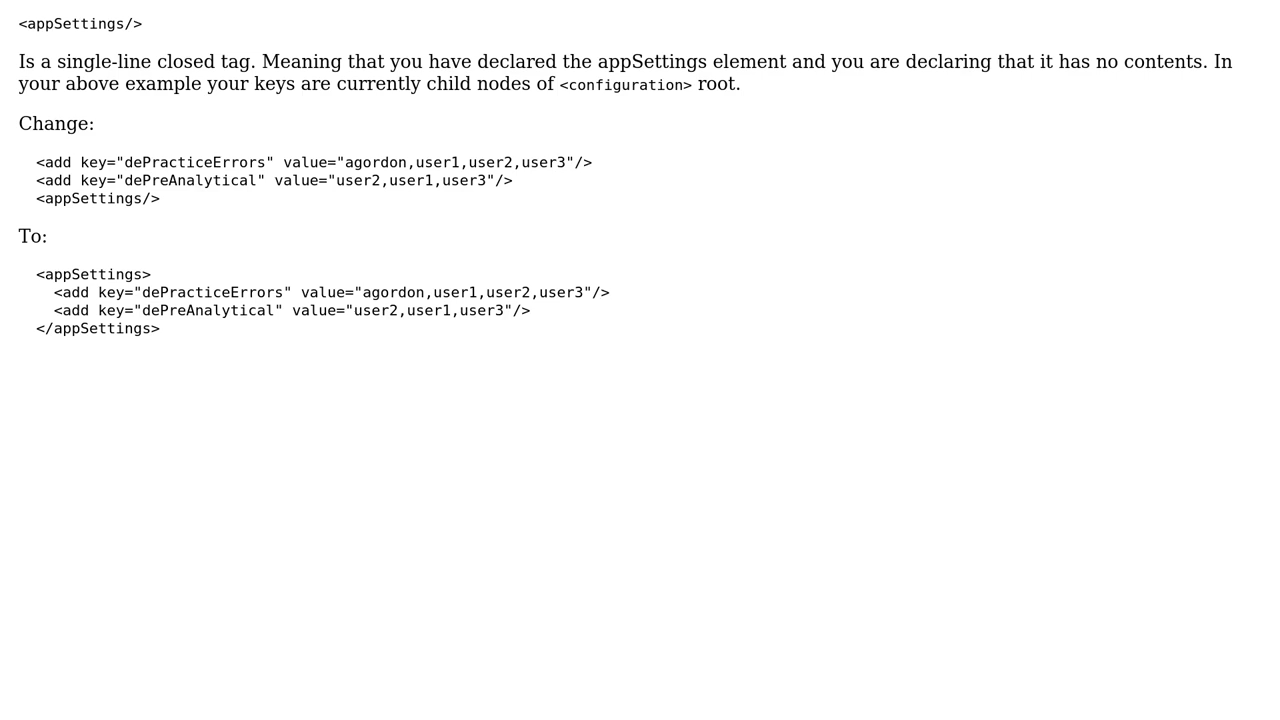 <appSettings/>
Is a single-line closed tag. Meaning that you have declared the appSettings element and you are declaring that it has no contents. In
your above example your keys are currently child nodes of <configuration> root.
Change:
<add key="dePracticeErrors" value="agordon,user1,user2,user3"/>
<add key="dePreAnalytical" value="user2,user1,user3"/>
<appSettings/>
To:
<appSettings>
<add key="dePracticeErrors" value="agordon,user1,user2,user3"/>
<add key="dePreAnalytical" value="user2,user1,user3"/>
</appSettings>